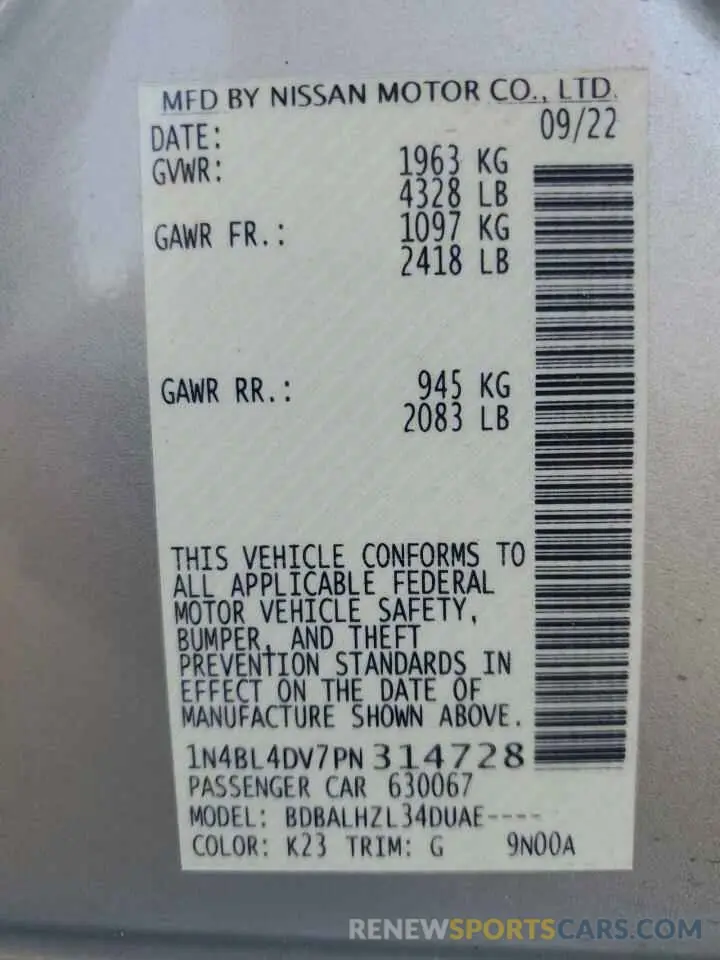 MFD BY NISSAN MOTOR CO., LTD.
DATE: 09/22
GVWR: 1963 KG
4328 LB
GAWR FR.: 1097 KG
2418 LB
GAWR RR.: 945 KG
2083 LB
THIS VEHICLE CONFORMS TO
ALL APPLICABLE FEDERAL
MOTOR VEHICLE SAFETY,
BUMPER, AND THEFT
PREVENTION STANDARDS IN
EFFECT ON THE DATE OF
MANUFACTURE SHOWN ABOVE.
1N4BL4DV7PN314728
PASSENGER CAR 630067
MODEL: BDBALHZL34DUAE----
COLOR: K23 TRIM: G 9N00A
RENEWSPORTSCARS.COM